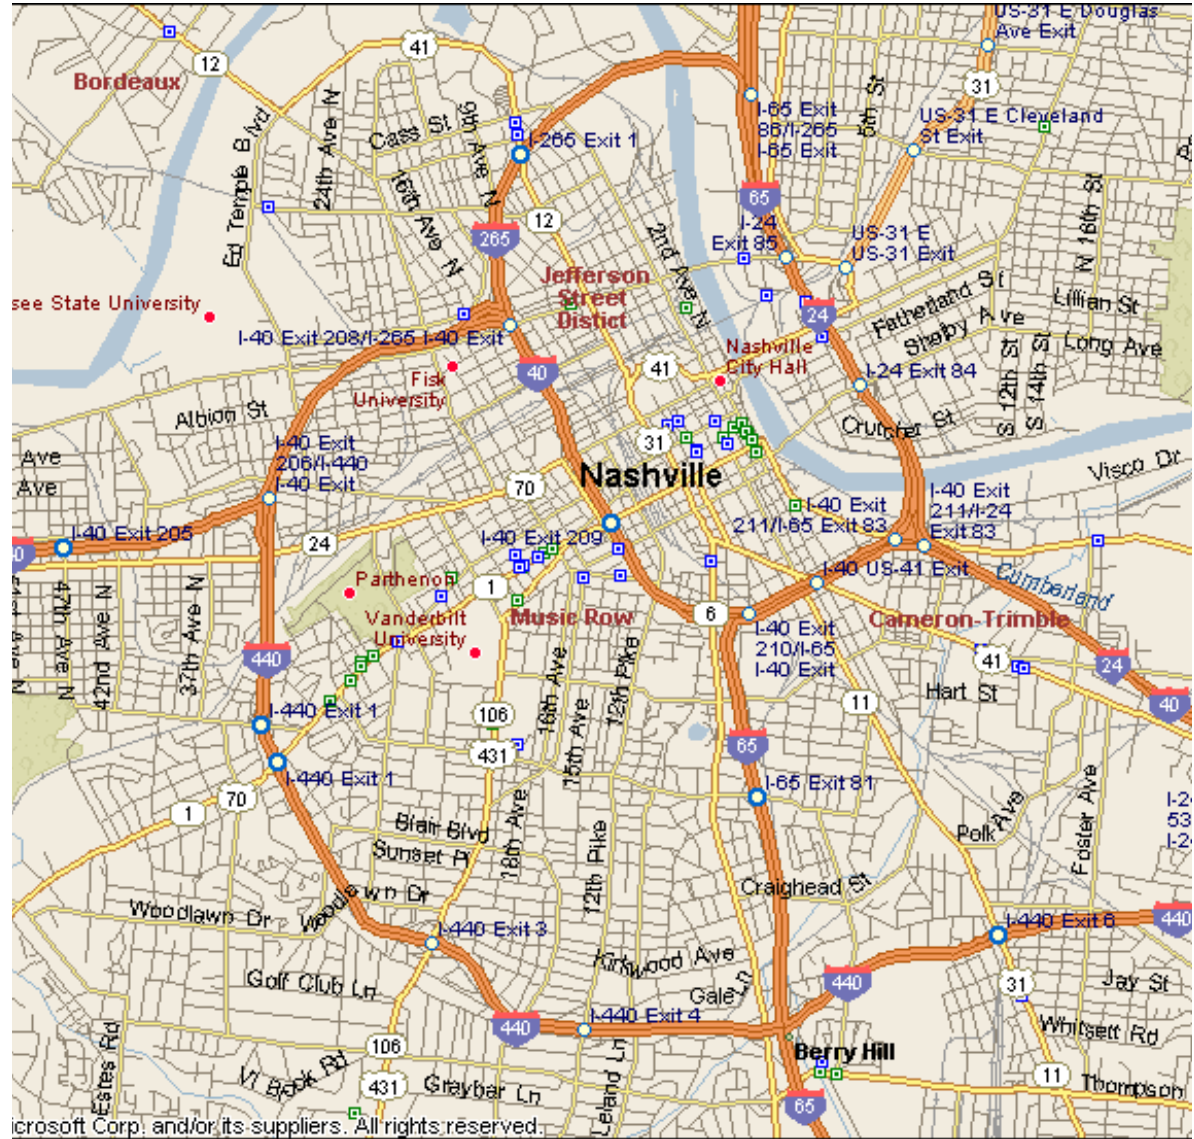 US-31 E Douglas
Ave Exit
41
12
Bordeaux
31
5th St
I-65 Exit
86/I-265
I-65 Exit
US-31 E Cleveland
St Exit
24th Ave N
9th Ave N
Cass St
I-265 Exit 1
Ed Temple Blvd
16th Ave N
65
N 16th St
12
265
2nd Ave N
I-24
Exit 85
US-31 E
US-31 E Exit
Jefferson
Street
Distict
see State University
24
Fatherland St
Lillian St
Shelby Ave
Long Ave
I-40 Exit 208/I-265 I-40 Exit
Nashville
City Hall
Fisk
University
40
41
I-24 Exit 84
S 12th St
S 14th St
Albion St
Crutcher St
I-40 Exit
206/I-440
I-40 Exit
31
Ave
Ave
Nashville
Visco Dr
70
I-40 Exit
211/I-65 Exit 83
I-40 Exit
211/I-24
Exit 83
I-40 Exit 205
24
I-40 Exit 209
40
51st Ave N
47th Ave N
42nd Ave N
37th Ave N
Parthenon
1
I-40 US-41 Exit
Cumberland
Vanderbilt
University
Music Row
6
Cameron-Trimble
I-40 Exit
210/I-65
I-40 Exit
440
41
24
Hart St
40
16th Ave
15th Ave
12th Pike
11
106
I-440 Exit 1
431
65
I-440 Exit 1
I-65 Exit 81
70
1
Blair Blvd
Sunset Pl
18th Ave
12th Pike
Polk Ave
Foster Ave
I-2
53
I-2
Woodlawn Dr
Woodlawn Dr
Craighead St
I-440 Exit 3
I-440 Exit 6
440
Kirkwood Ave
Golf Club Ln
Gale Ln
440
31
Jay St
440
I-440 Exit 4
Whitsett Rd
Estes Rd
106
Berry Hill
431
Graybar Ln
Leland Ln
11
Thompson
65
icrosoft Corp. and/or its suppliers. All rights reserved.